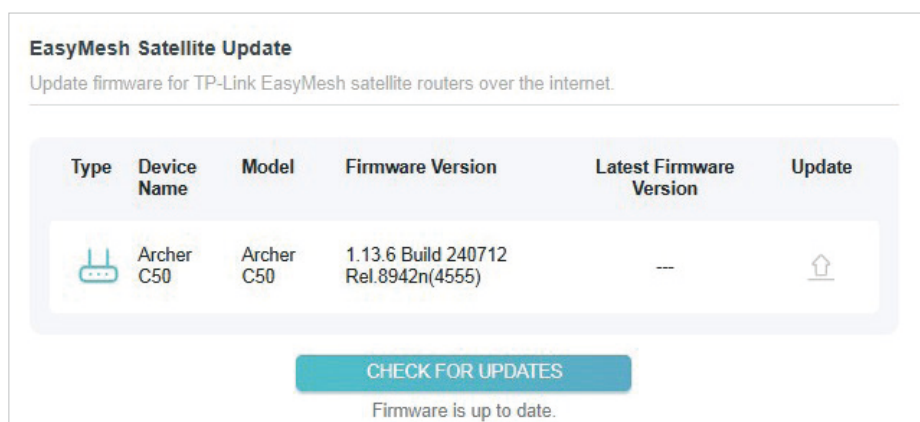 EasyMesh Satellite Update
Update firmware for TP-Link EasyMesh satellite routers over the internet.
Type Device Name Model Firmware Version Latest Firmware Version Update
Archer C50 Archer C50 1.13.6 Build 240712 Rel.8942n(4555) ---
CHECK FOR UPDATES
Firmware is up to date.